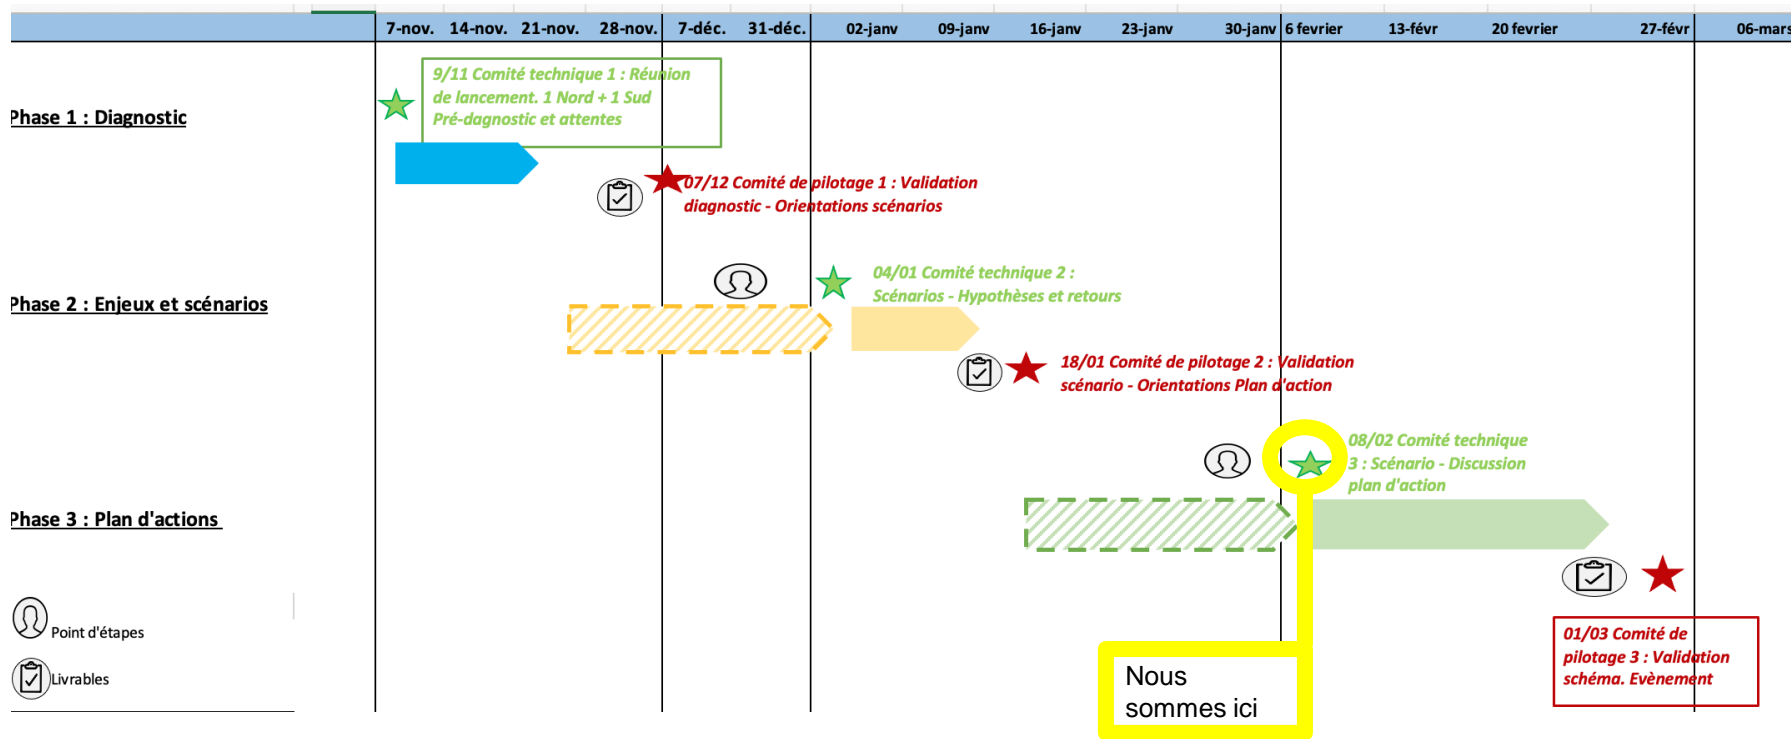 7-nov. 14-nov. 21-nov. 28-nov. 7-déc. 31-déc. 02-janv 09-janv 16-janv 23-janv 30-janv 6 fevrier 13-févr 20 fevrier 27-févr 06-mars
Phase 1 : Diagnostic
9/11 Comité technique 1 : Réunion
de lancement. 1 Nord + 1 Sud
Pré-dagnostic et attentes
07/12 Comité de pilotage 1 : Validation
diagnostic - Orientations scénarios
Phase 2 : Enjeux et scénarios
04/01 Comité technique 2 :
Scénarios - Hypothèses et retours
18/01 Comité de pilotage 2 : Validation
scénario - Orientations Plan d'action
Phase 3 : Plan d'actions
08/02 Comité technique
3 : Scénario - Discussion
plan d'action
01/03 Comité de
pilotage 3 : Validation
schéma. Evènement
Nous
sommes ici
Point d'étapes
Livrables